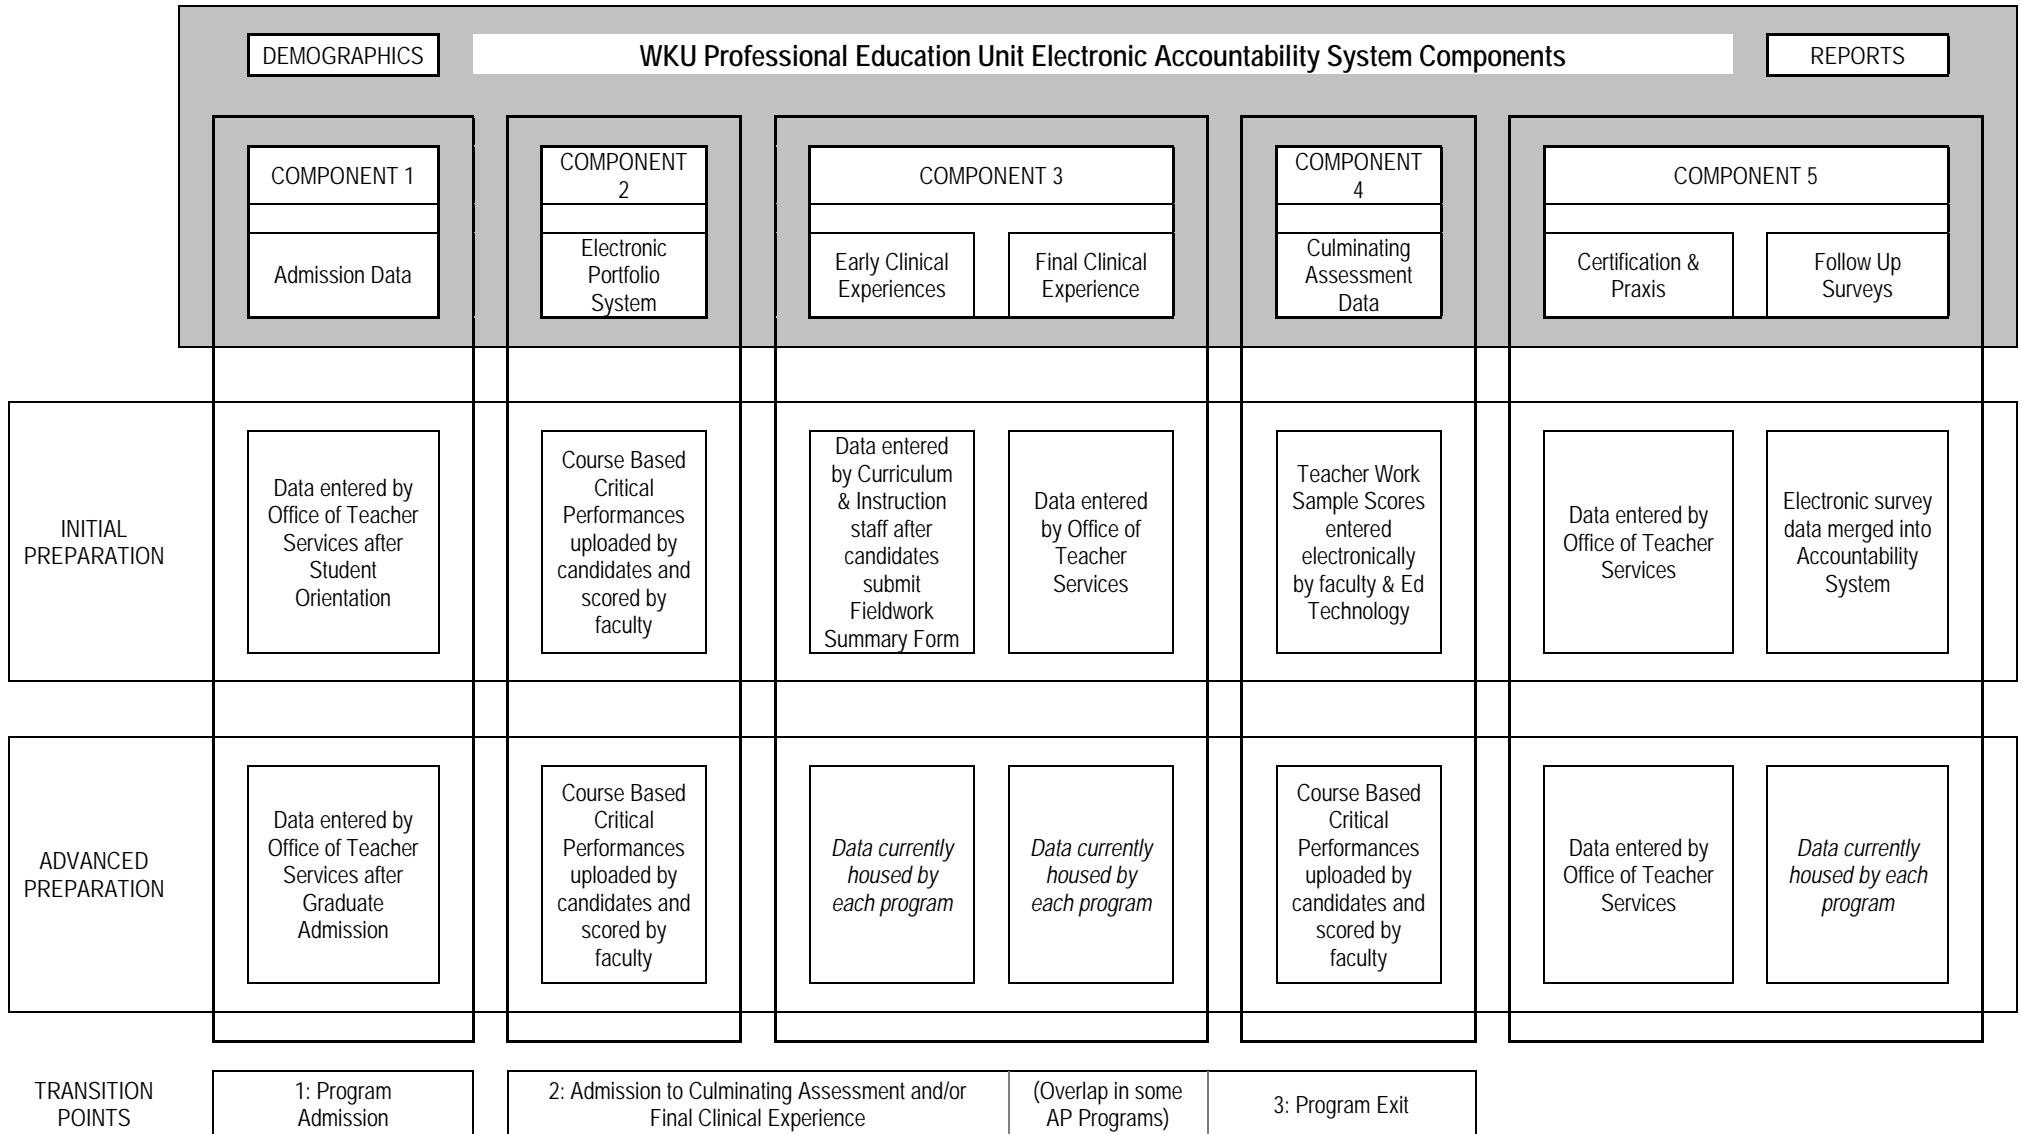 DEMOGRAPHICS
WKU Professional Education Unit Electronic Accountability System Components
REPORTS
COMPONENT 1
COMPONENT
2
COMPONENT 3
COMPONENT
4
COMPONENT 5
Admission Data
Electronic
Portfolio
System
Early Clinical
Experiences
Final Clinical
Experience
Culminating
Assessment
Data
Certification &
Praxis
Follow Up
Surveys
INITIAL
PREPARATION
Data entered by
Office of Teacher
Services after
Student
Orientation
Course Based
Critical
Performances
uploaded by
candidates and
scored by
faculty
Data entered
by Curriculum
& Instruction
staff after
candidates
submit
Fieldwork
Summary Form
Data entered
by Office of
Teacher
Services
Teacher Work
Sample Scores
entered
electronically
by faculty & Ed
Technology
Data entered by
Office of Teacher
Services
Electronic survey
data merged into
Accountability
System
ADVANCED
PREPARATION
Data entered by
Office of Teacher
Services after
Graduate
Admission
Course Based
Critical
Performances
uploaded by
candidates and
scored by
faculty
Data currently
housed by
each program
Data currently
housed by
each program
Course Based
Critical
Performances
uploaded by
candidates and
scored by
faculty
Data entered by
Office of Teacher
Services
Data currently
housed by each
program
TRANSITION
POINTS
1: Program
Admission
2: Admission to Culminating Assessment and/or
Final Clinical Experience
(Overlap in some
AP Programs)
3: Program Exit